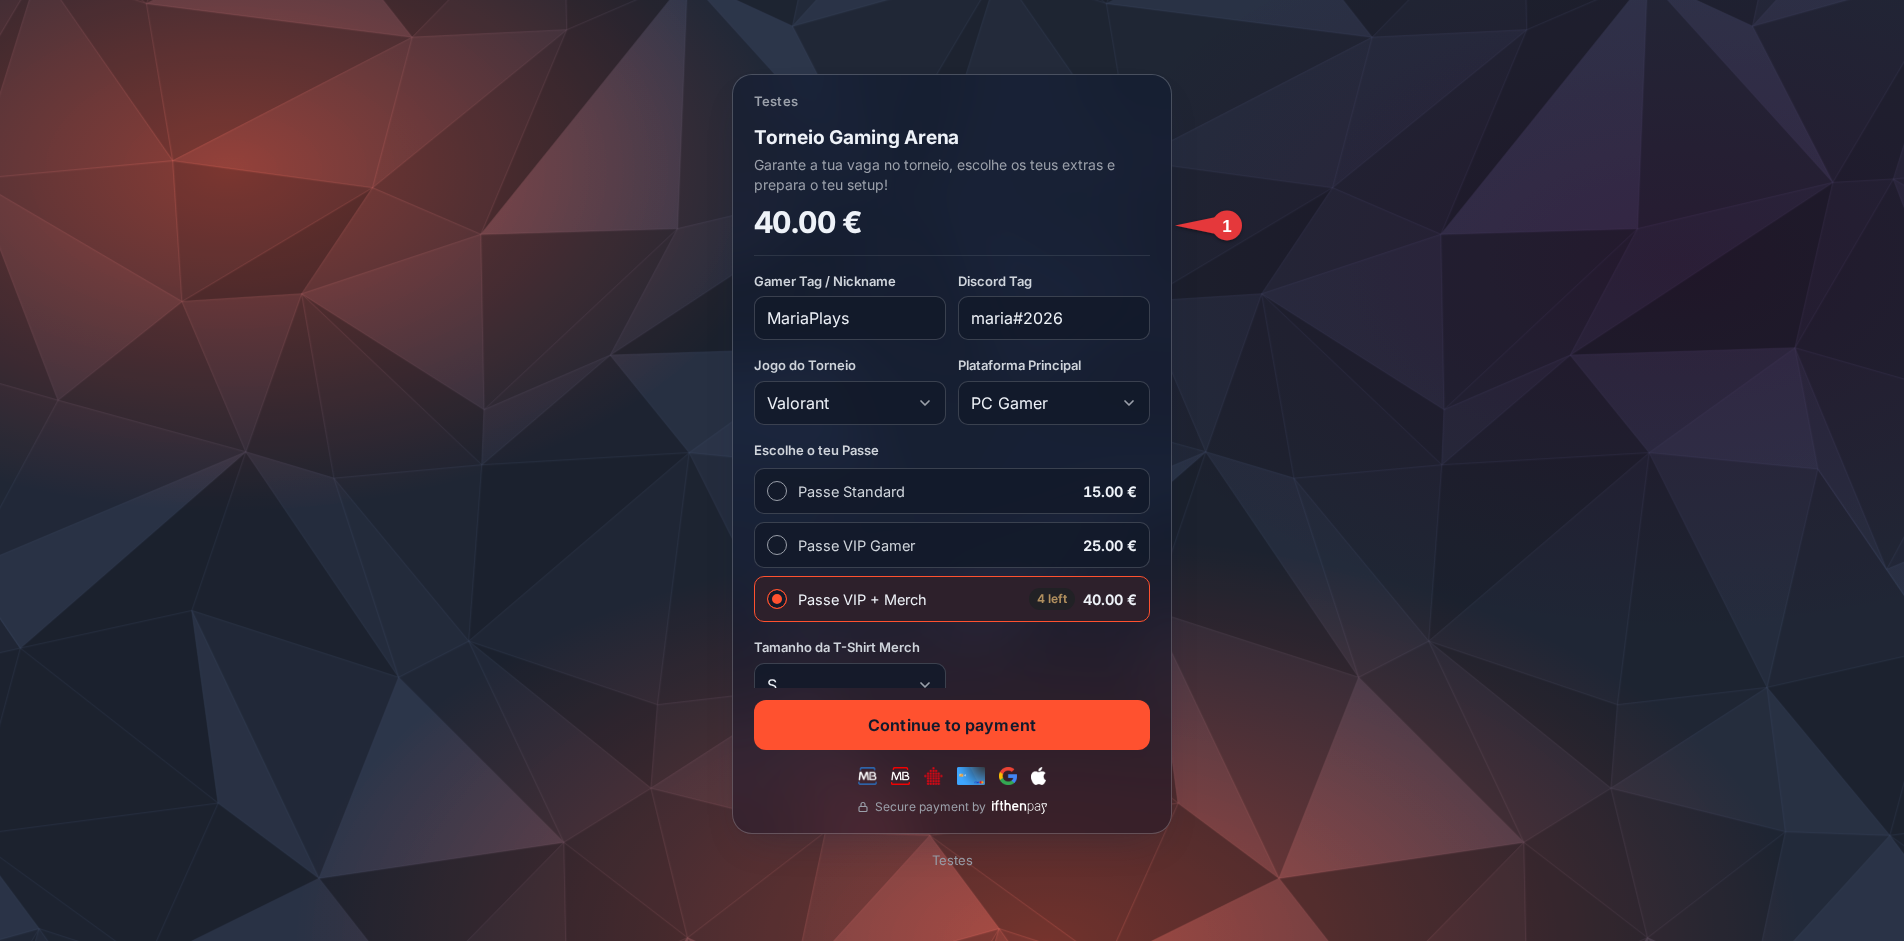 Testes
Torneio Gaming Arena
Garante a tua vaga no torneio, escolhe os teus extras e
prepara o teu setup!
40.00 €
1
Gamer Tag / Nickname
Discord Tag
MariaPlays
maria#2026
Jogo do Torneio
Plataforma Principal
Valorant
PC Gamer
Escolhe o teu Passe
Passe Standard 15.00 €
Passe VIP Gamer 25.00 €
Passe VIP + Merch 4 left 40.00 €
Tamanho da T-Shirt Merch
S
Continue to payment
MB MB
Secure payment by ifthenpay
Testes